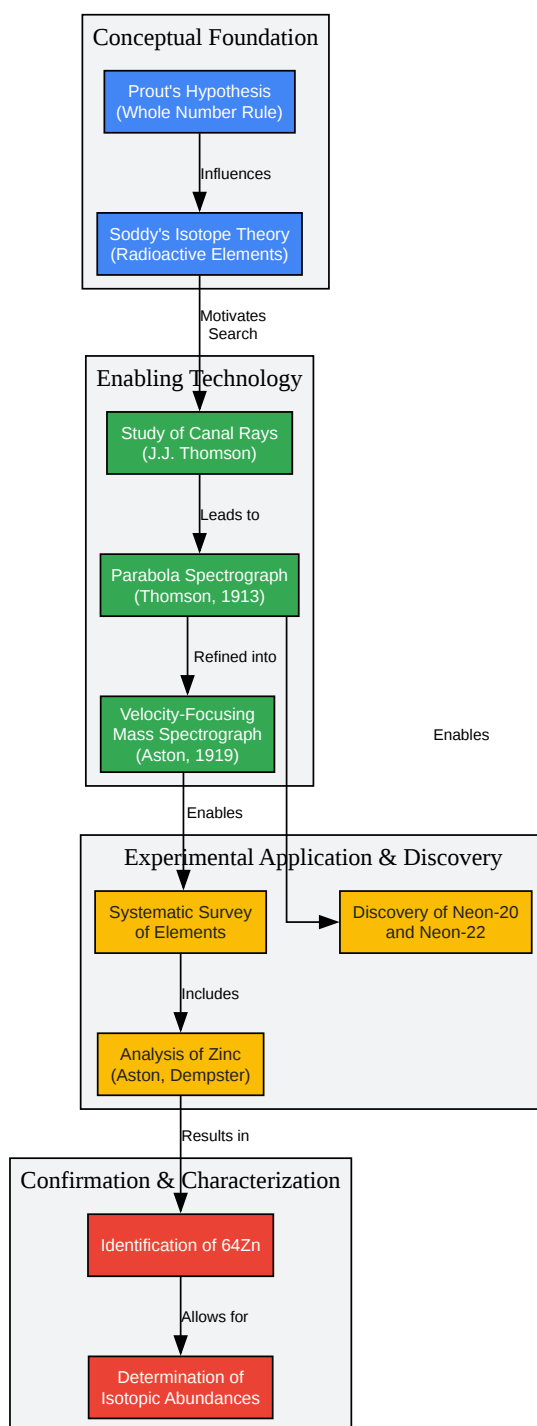 Conceptual Foundation
Prout's Hypothesis
(Whole Number Rule)
Influences
Soddy's Isotope Theory
(Radioactive Elements)
Motivates
Search
Enabling Technology
Study of Canal Rays
(J.J. Thomson)
Leads to
Parabola Spectrograph
(Thomson, 1913)
Refined into
Velocity-Focusing
Mass Spectrograph
(Aston, 1919)
Enables
Enables
Experimental Application & Discovery
Systematic Survey
of Elements
Discovery of Neon-20
and Neon-22
Includes
Analysis of Zinc
(Aston, Dempster)
Results in
Confirmation & Characterization
Identification of 64Zn
Allows for
Determination of
Isotopic Abundances